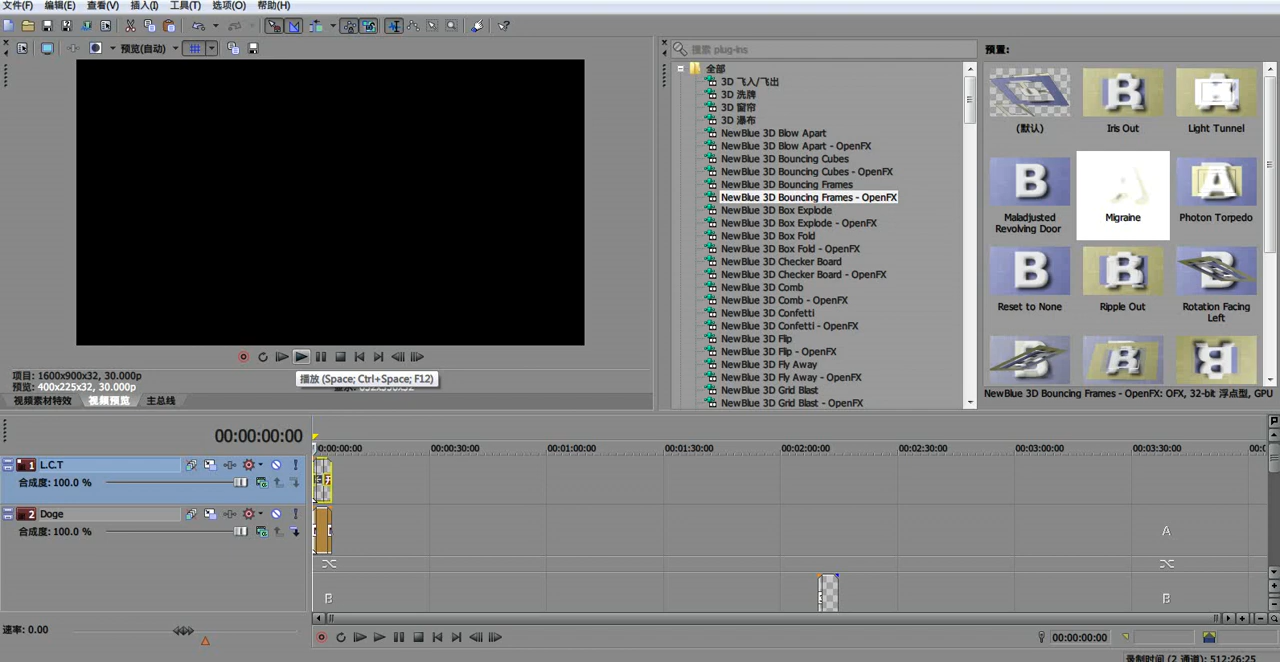 文件(F) 编辑(E) 查看(V) 插入(I) 工具(T) 选项(O) 帮助(H)
预览(自动)
搜索 plug-ins
预置:
全部
3D 飞入/飞出
3D 洗牌
3D 窗帘
3D 瀑布
NewBlue 3D Blow Apart
NewBlue 3D Blow Apart - OpenFX
NewBlue 3D Bouncing Cubes
NewBlue 3D Bouncing Cubes - OpenFX
NewBlue 3D Bouncing Frames
NewBlue 3D Bouncing Frames - OpenFX
NewBlue 3D Box Explode
NewBlue 3D Box Explode - OpenFX
NewBlue 3D Box Fold
NewBlue 3D Box Fold - OpenFX
NewBlue 3D Checker Board
NewBlue 3D Checker Board - OpenFX
NewBlue 3D Comb
NewBlue 3D Comb - OpenFX
NewBlue 3D Confetti
NewBlue 3D Confetti - OpenFX
NewBlue 3D Flip
NewBlue 3D Flip - OpenFX
NewBlue 3D Fly Away
NewBlue 3D Fly Away - OpenFX
NewBlue 3D Grid Blast
NewBlue 3D Grid Blast - OpenFX
(默认) Iris Out Light Tunnel
Maladjusted Revolving Door Migraine Photon Torpedo
Reset to None Ripple Out Rotation Facing Left
NewBlue 3D Bouncing Frames - OpenFX: OFX, 32-bit 浮点型, GPU
项目: 1600x900x32, 30.000p
预览: 400x225x32, 30.000p
播放 (Space; Ctrl+Space; F12)
视频素材特效 视频预览 主总线
00:00:00:00
0:00:00:00 00:00:30:00 00:01:00:00 00:01:30:00 00:02:00:00 00:02:30:00 00:03:00:00 00:03:30:00
1 L.C.T
合成度: 100.0 %
2 Doge
合成度: 100.0 %
A
B B
速率: 0.00
00:00:00:00
录制时间 (2 通道): 512:26:25